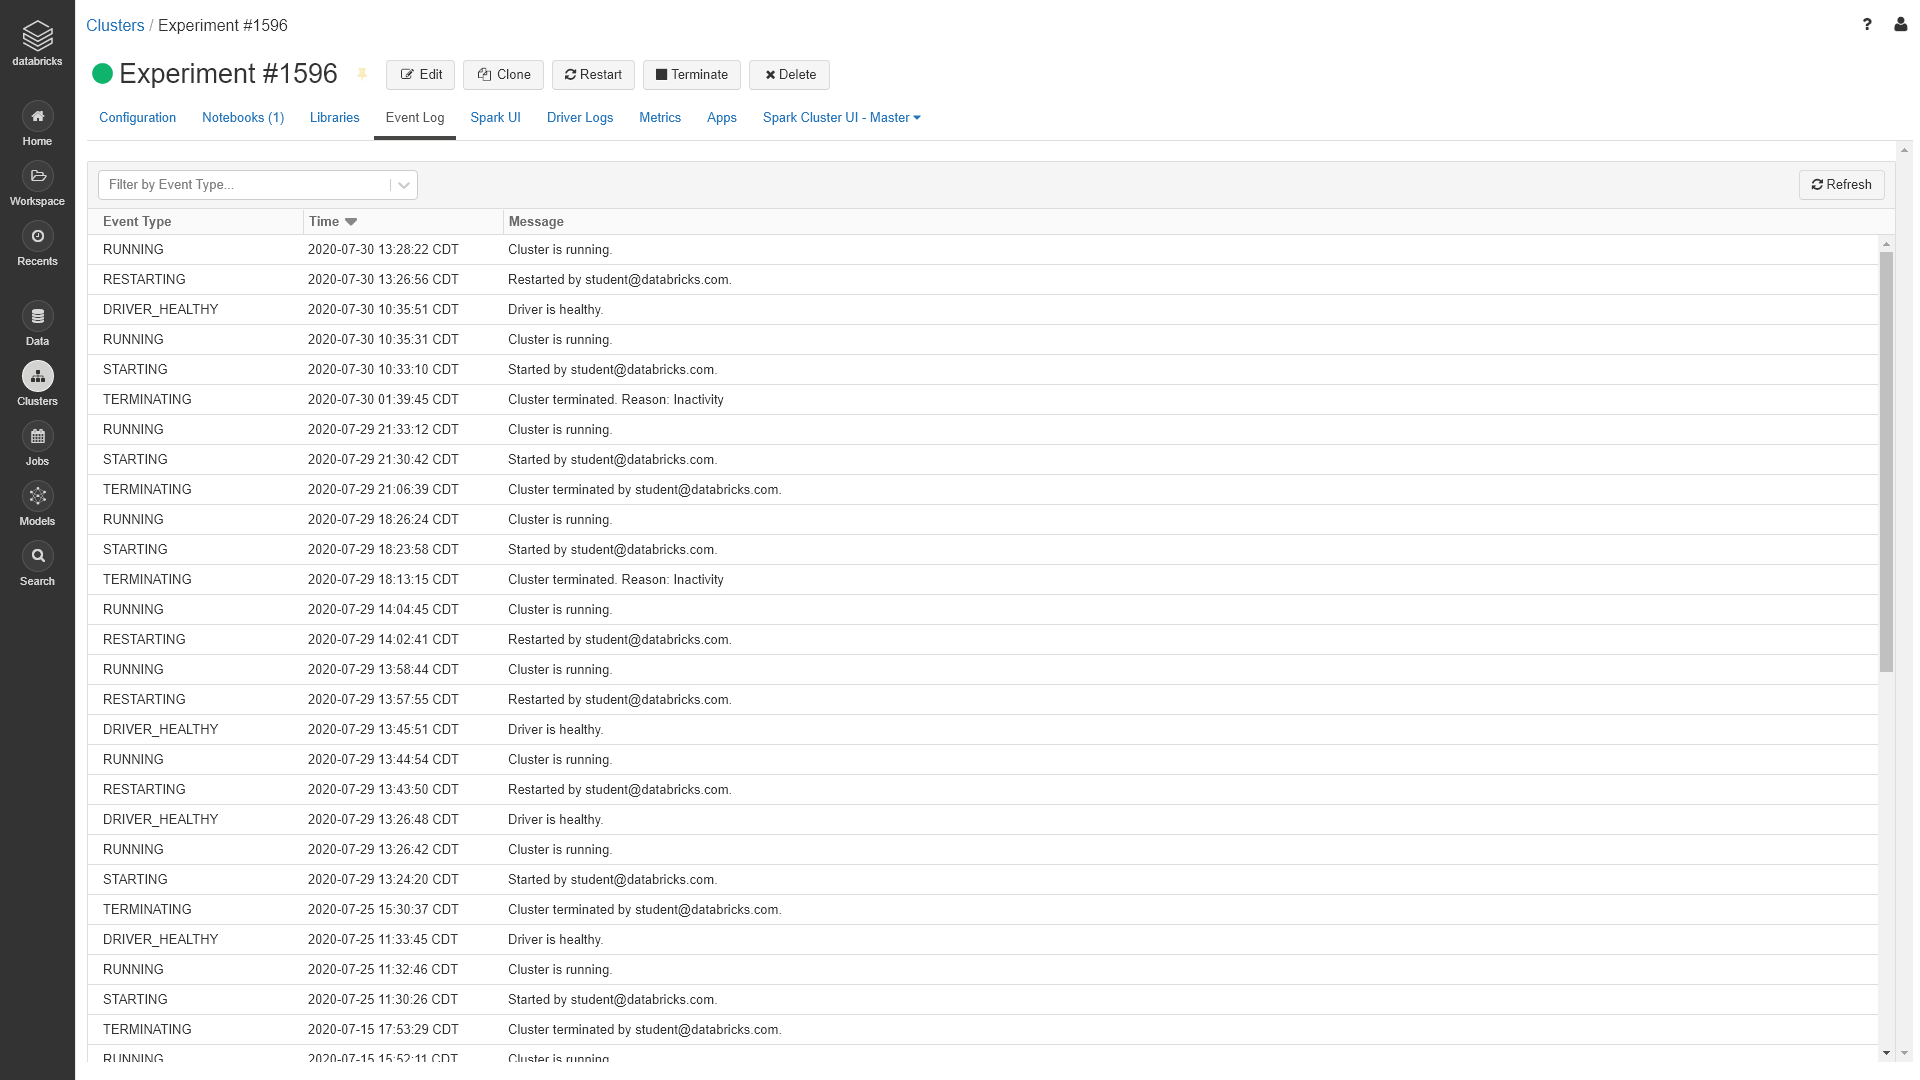 databricks
Home
Workspace
Recents
Data
Clusters
Jobs
Models
Search
Clusters / Experiment #1596
?
Experiment #1596 Edit Clone Restart Terminate Delete
Configuration Notebooks (1) Libraries Event Log Spark UI Driver Logs Metrics Apps Spark Cluster UI - Master
Filter by Event Type... Refresh
Event Type Time Message
RUNNING 2020-07-30 13:28:22 CDT Cluster is running.
RESTARTING 2020-07-30 13:26:56 CDT Restarted by student@databricks.com.
DRIVER_HEALTHY 2020-07-30 10:35:51 CDT Driver is healthy.
RUNNING 2020-07-30 10:35:31 CDT Cluster is running.
STARTING 2020-07-30 10:33:10 CDT Started by student@databricks.com.
TERMINATING 2020-07-30 01:39:45 CDT Cluster terminated. Reason: Inactivity
RUNNING 2020-07-29 21:33:12 CDT Cluster is running.
STARTING 2020-07-29 21:30:42 CDT Started by student@databricks.com.
TERMINATING 2020-07-29 21:06:39 CDT Cluster terminated by student@databricks.com.
RUNNING 2020-07-29 18:26:24 CDT Cluster is running.
STARTING 2020-07-29 18:23:58 CDT Started by student@databricks.com.
TERMINATING 2020-07-29 18:13:15 CDT Cluster terminated. Reason: Inactivity
RUNNING 2020-07-29 14:04:45 CDT Cluster is running.
RESTARTING 2020-07-29 14:02:41 CDT Restarted by student@databricks.com.
RUNNING 2020-07-29 13:58:44 CDT Cluster is running.
RESTARTING 2020-07-29 13:57:55 CDT Restarted by student@databricks.com.
DRIVER_HEALTHY 2020-07-29 13:45:51 CDT Driver is healthy.
RUNNING 2020-07-29 13:44:54 CDT Cluster is running.
RESTARTING 2020-07-29 13:43:50 CDT Restarted by student@databricks.com.
DRIVER_HEALTHY 2020-07-29 13:26:48 CDT Driver is healthy.
RUNNING 2020-07-29 13:26:42 CDT Cluster is running.
STARTING 2020-07-29 13:24:20 CDT Started by student@databricks.com.
TERMINATING 2020-07-25 15:30:37 CDT Cluster terminated by student@databricks.com.
DRIVER_HEALTHY 2020-07-25 11:33:45 CDT Driver is healthy.
RUNNING 2020-07-25 11:32:46 CDT Cluster is running.
STARTING 2020-07-25 11:30:26 CDT Started by student@databricks.com.
TERMINATING 2020-07-15 17:53:29 CDT Cluster terminated by student@databricks.com.
RUNNING 2020-07-15 15:52:11 CDT Cluster is running.